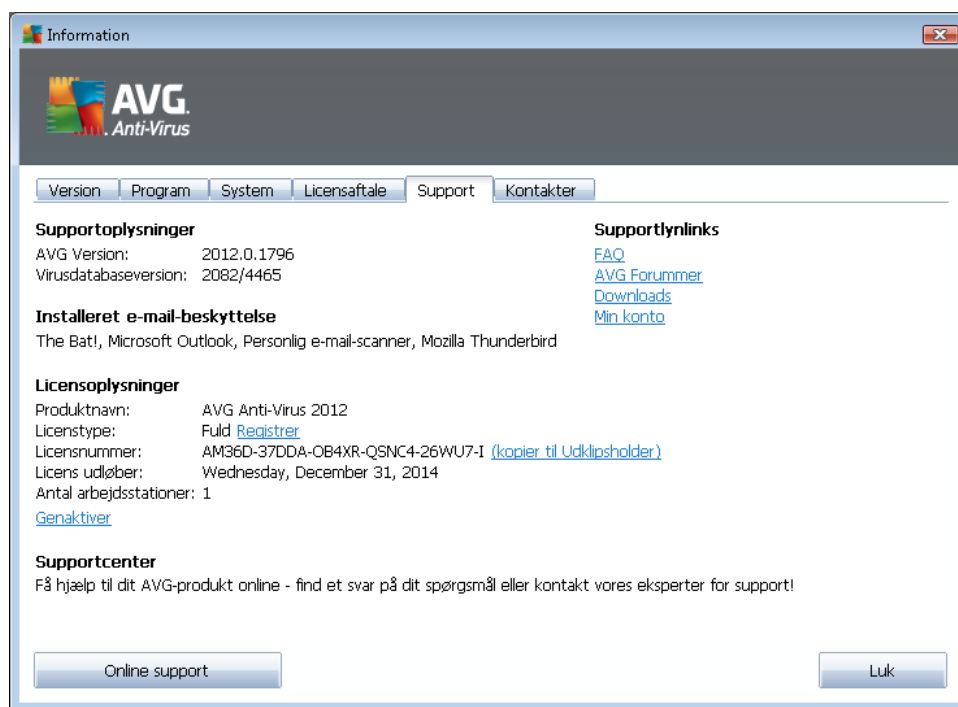 Information
AVG.
Anti-Virus
Version Program System Licensaftale Support Kontakter
Supportoplysninger
AVG Version: 2012.0.1796
Virusdatabaseversion: 2082/4465
Installeret e-mail-beskyttelse
The Bat!, Microsoft Outlook, Personlig e-mail-scanner, Mozilla Thunderbird
Licensoplysninger
Produktnavn: AVG Anti-Virus 2012
Licenstype: Fuld Registrer
Licensnummer: AM36D-37DDA-OB4XR-QSNC4-26WU7-I (kopier til Udklipsholder)
Licens udløber: Wednesday, December 31, 2014
Antal arbejdsstationer: 1
Genaktiver
Supportcenter
Få hjælp til dit AVG-produkt online - find et svar på dit spørgsmål eller kontakt vores eksperter for support!
Supportlynlinks
FAQ
AVG Forummer
Downloads
Min konto
Online support
Luk